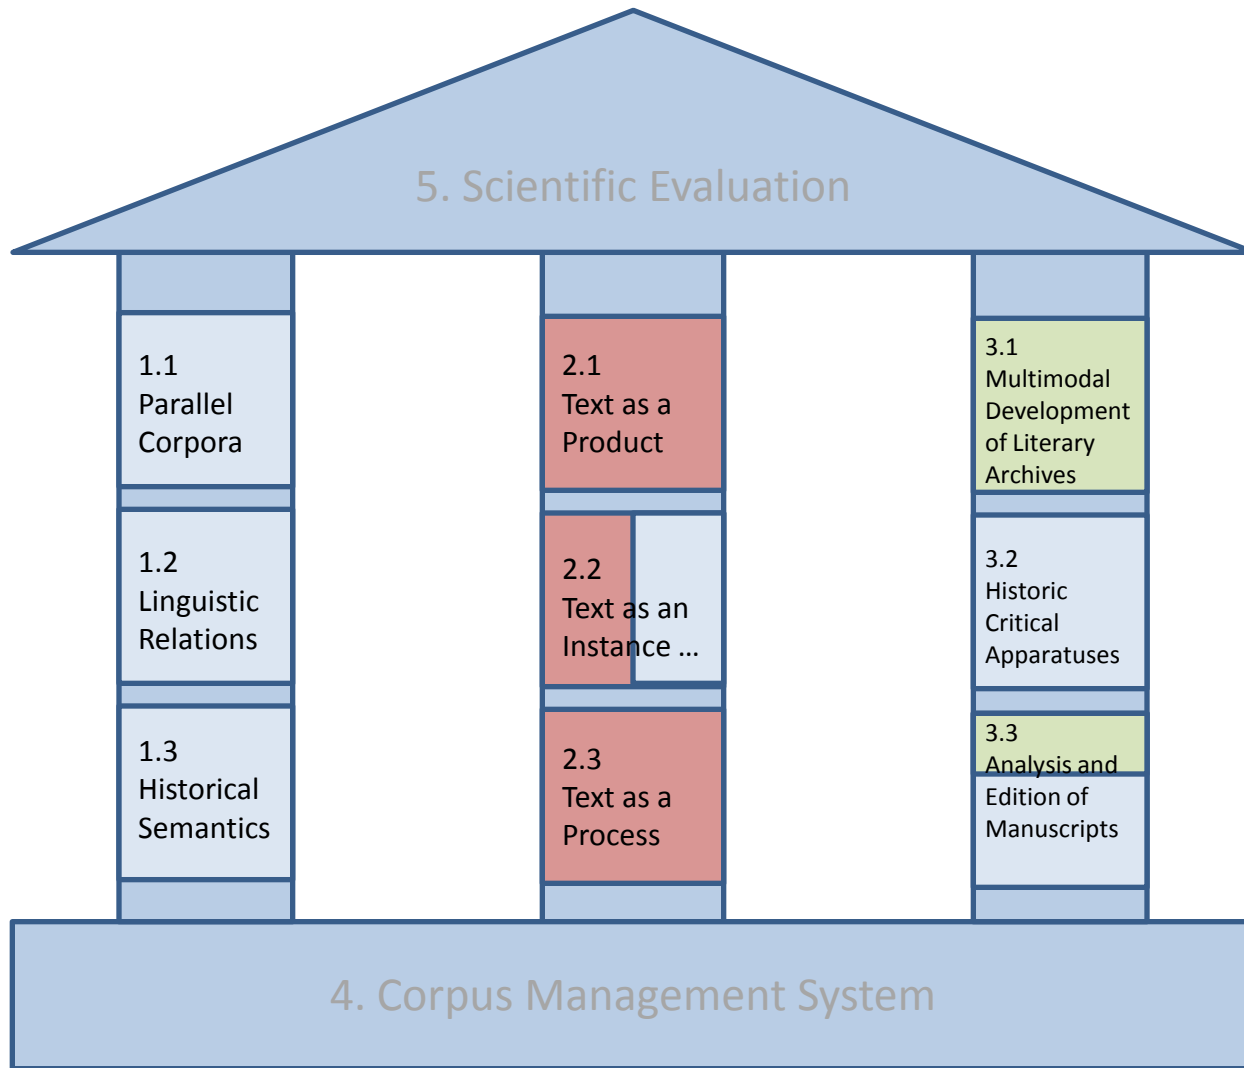 5. Scientific Evaluation
1.1
Parallel
Corpora
1.2
Linguistic
Relations
1.3
Historical
Semantics
2.1
Text as a
Product
2.2
Text as an
Instance ...
2.3
Text as a
Process
3.1
Multimodal
Development
of Literary
Archives
3.2
Historic
Critical
Apparatuses
3.3
Analysis and
Edition of
Manuscripts
4. Corpus Management System